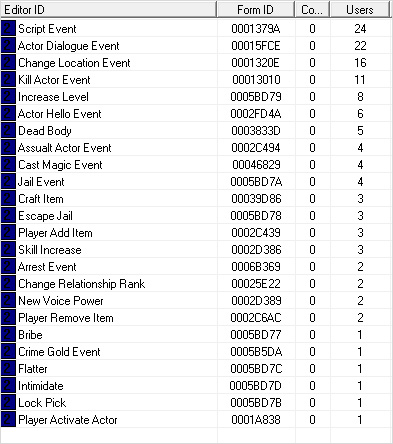 Editor ID Form ID Co... Users
Script Event 0001379A 0 24
Actor Dialogue Event 00015FCE 0 22
Change Location Event 0001320E 0 16
Kill Actor Event 00013010 0 11
Increase Level 0005BD79 0 8
Actor Hello Event 0002FD4A 0 6
Dead Body 0003833D 0 5
Assualt Actor Event 0002C494 0 4
Cast Magic Event 00046829 0 4
Jail Event 0005BD7A 0 4
Craft Item 00039D86 0 3
Escape Jail 0005BD78 0 3
Player Add Item 0002C439 0 3
Skill Increase 0002D386 0 3
Arrest Event 0006B369 0 2
Change Relationship Rank 00025E22 0 2
New Voice Power 0002D389 0 2
Player Remove Item 0002C6AC 0 2
Bribe 0005BD77 0 1
Crime Gold Event 0005B5DA 0 1
Flatter 0005BD7C 0 1
Intimidate 0005BD7D 0 1
Lock Pick 0005BD7B 0 1
Player Activate Actor 0001A838 0 1